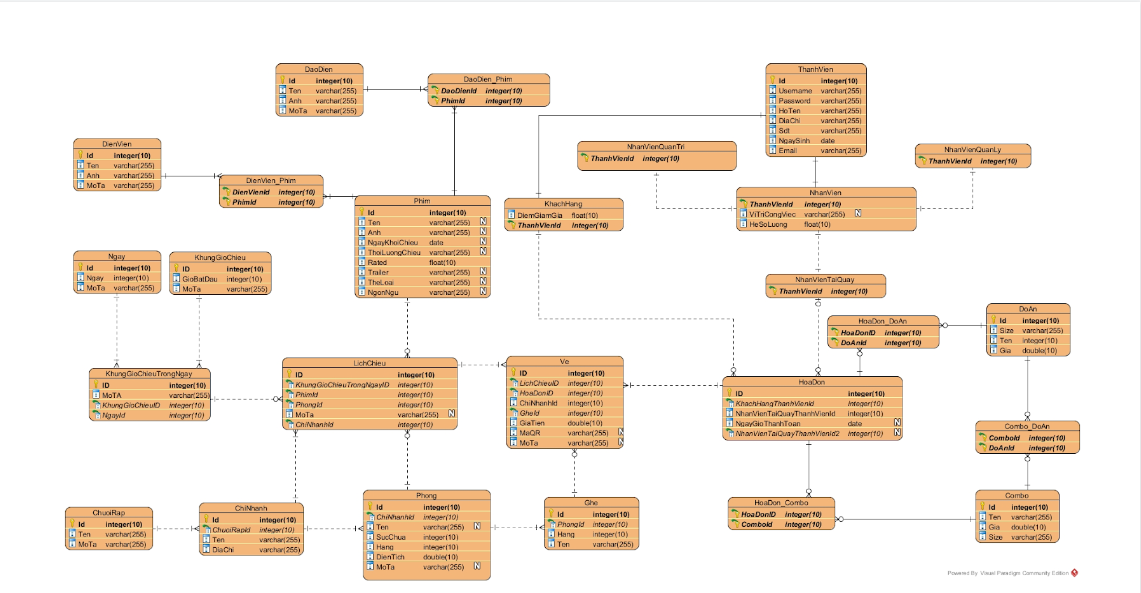 DaoDien
Id integer(10)
Ten varchar(255)
Anh varchar(255)
MoTa varchar(255)
DaoDien_Phim
DaoDienId integer(10)
PhimId integer(10)
ThanhVien
Id integer(10)
Username varchar(255)
Password varchar(255)
HoTen varchar(255)
DiaChi varchar(255)
Sdt varchar(255)
NgaySinh date
Email varchar(255)
DienVien
Id integer(10)
Ten varchar(255)
Anh varchar(255)
MoTa varchar(255)
DienVien_Phim
DienVienId integer(10)
PhimId integer(10)
NhanVienQuanTri
ThanhVienId integer(10)
NhanVienQuanLy
ThanhVienId integer(10)
Phim
Id integer(10)
Ten varchar(255) N
Anh varchar(255) N
NgayKhoiChieu date N
ThoiLuongChieu varchar(255) N
Rated float(10)
Trailer varchar(255) N
TheLoai varchar(255) N
NgonNgu varchar(255) N
KhachHang
DiemGiamGia float(10)
ThanhVienId integer(10)
NhanVien
ThanhVienId integer(10)
ViTriCongViec varchar(255) N
HeSoLuong float(10)
Ngay
Id integer(10)
Ngay integer(10)
MoTa varchar(255)
KhungGioChieu
ID integer(10)
GioBatDau integer(10)
MoTa varchar(255)
NhanVienTaiQuay
ThanhVienId integer(10)
HoaDon_DoAn
HoaDonID integer(10)
DoAnId integer(10)
DoAn
Id integer(10)
Size varchar(255)
Ten integer(10)
Gia double(10)
KhungGioChieuTrongNgay
ID integer(10)
MoTA varchar(255)
KhungGioChieuID integer(10)
NgayId integer(10)
LichChieu
ID integer(10)
KhungGioChieuTrongNgayID integer(10)
PhimId integer(10)
PhongId integer(10)
MoTa varchar(255) N
ChiNhanhId integer(10)
Ve
ID integer(10)
LichChieuID integer(10)
HoaDonID integer(10)
ChiNhanhId integer(10)
GheId integer(10)
GiaTien double(10)
MaQR varchar(255) N
MoTa varchar(255) N
HoaDon
ID integer(10)
KhachHangThanhVienId integer(10)
NhanVienTaiQuayThanhVienId integer(10)
NgayGioThanhToan date N
NhanVienTaiQuayThanhVienId2 integer(10) N
Combo_DoAn
ComboId integer(10)
DoAnId integer(10)
ChuoiRap
Id integer(10)
Ten varchar(255)
MoTa varchar(255)
ChiNhanh
Id integer(10)
ChuoiRapId integer(10)
Ten varchar(255)
DiaChi varchar(255)
Phong
Id integer(10)
ChiNhanhId integer(10)
Ten varchar(255) N
SucChua integer(10)
Hang integer(10)
DienTich double(10)
MoTa varchar(255) N
Ghe
Id integer(10)
PhongId integer(10)
Hang integer(10)
Ten varchar(255)
HoaDon_Combo
HoaDonID integer(10)
ComboId integer(10)
Combo
Id integer(10)
Ten varchar(255)
Gia double(10)
Size varchar(255)
Powered By Visual Paradigm Community Edition